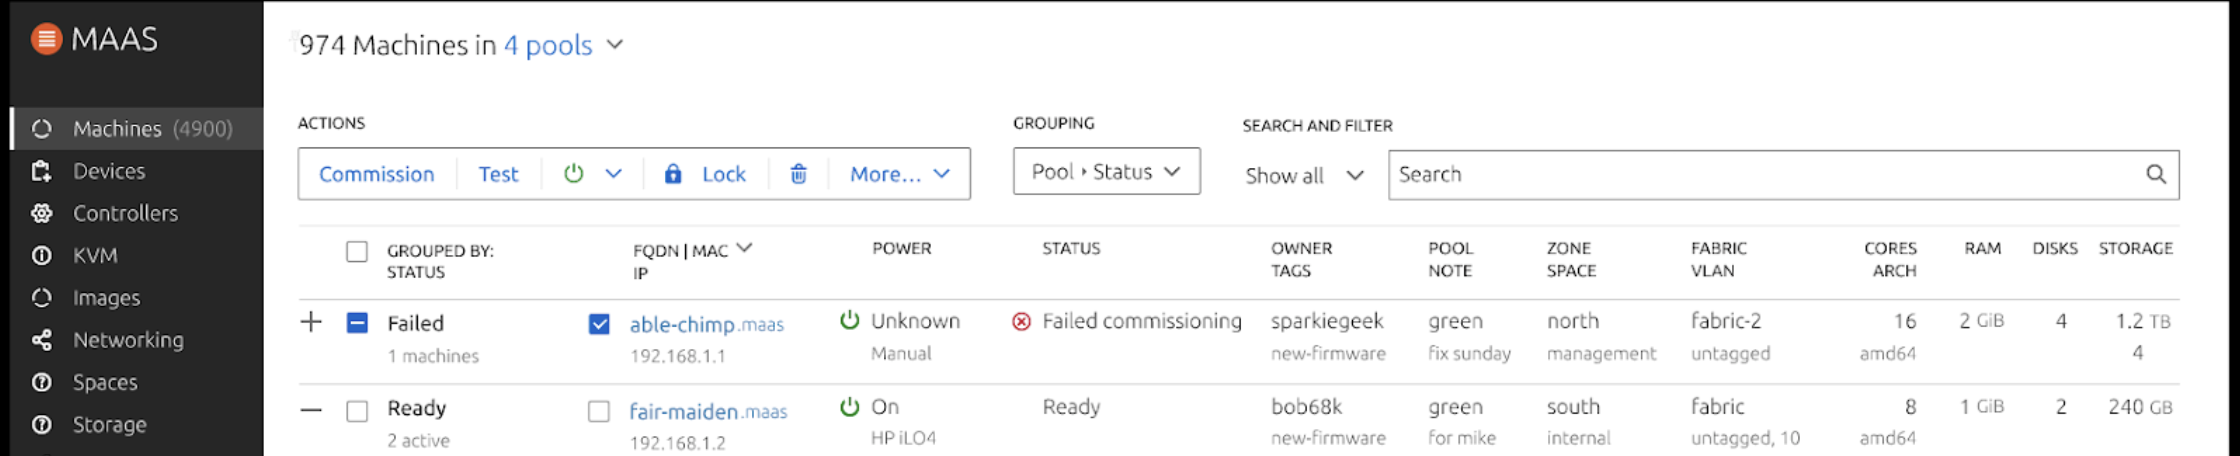 MAAS
974 Machines in 4 pools
Machines (4900)
Devices
Controllers
KVM
Images
Networking
Spaces
Storage
ACTIONS
Commission Test Lock More...
GROUPING
Pool ‣ Status
SEARCH AND FILTER
Show all Search
GROUPED BY: FQDN | MAC POWER STATUS OWNER POOL ZONE FABRIC CORES RAM DISKS STORAGE
STATUS IP TAGS NOTE SPACE VLAN ARCH
Failed able-chimp.maas Unknown Failed commissioning sparkiegeek green north fabric-2 16 2 GiB 4 1.2 TB
1 machines 192.168.1.1 Manual new-firmware fix sunday management untagged amd64 4
Ready fair-maiden.maas On Ready bob68k green south fabric 8 1 GiB 2 240 GB
2 active 192.168.1.2 HP iLO4 new-firmware for mike internal untagged, 10 amd64